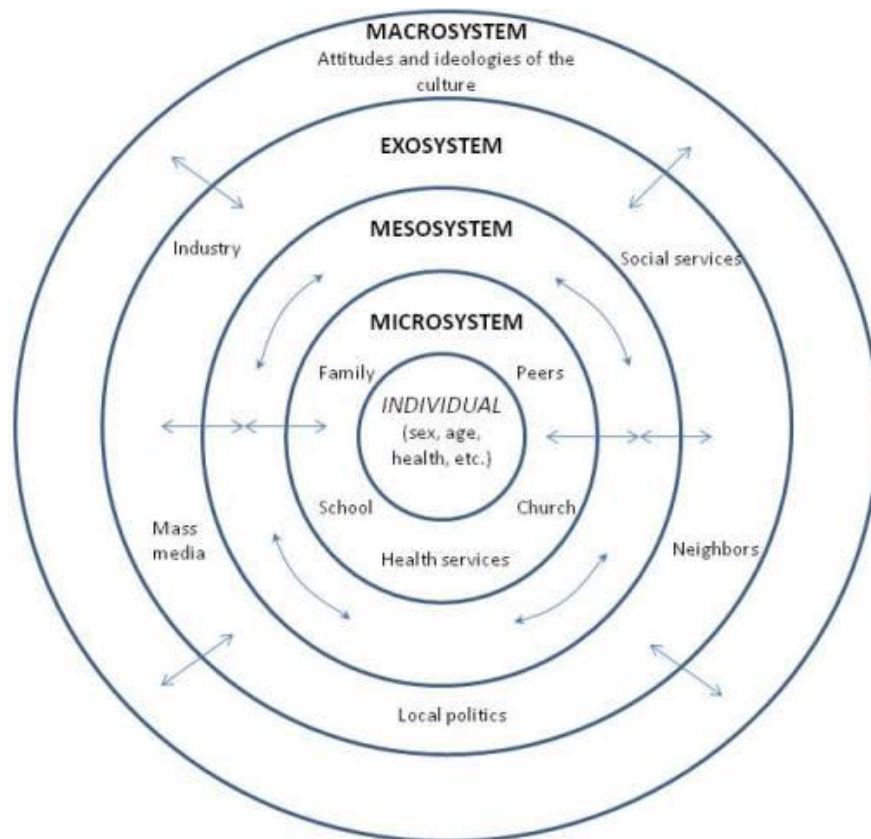 MACROSYSTEM
Attitudes and ideologies of the
culture
EXOSYSTEM
MESOSYSTEM
Industry
Social services
MICROSYSTEM
Family
Peers
INDIVIDUAL
(sex, age,
health, etc.)
School
Church
Mass
media
Health services
Neighbors
Local politics